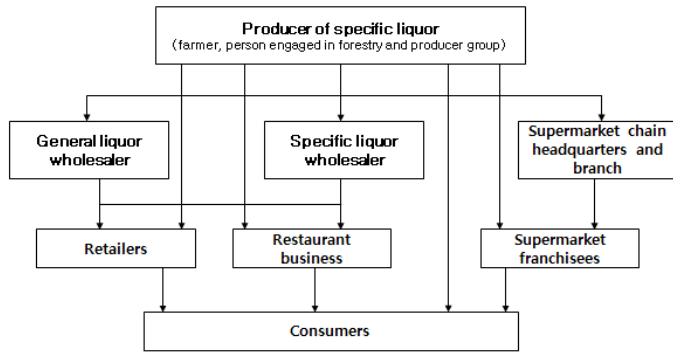 Producer of specific liquor
(farmer, person engaged in forestry and producer group)
General liquor
wholesaler
Specific liquor
wholesaler
Supermarket chain
headquarters and
branch
Retailers
Restaurant
business
Supermarket
franchisees
Consumers